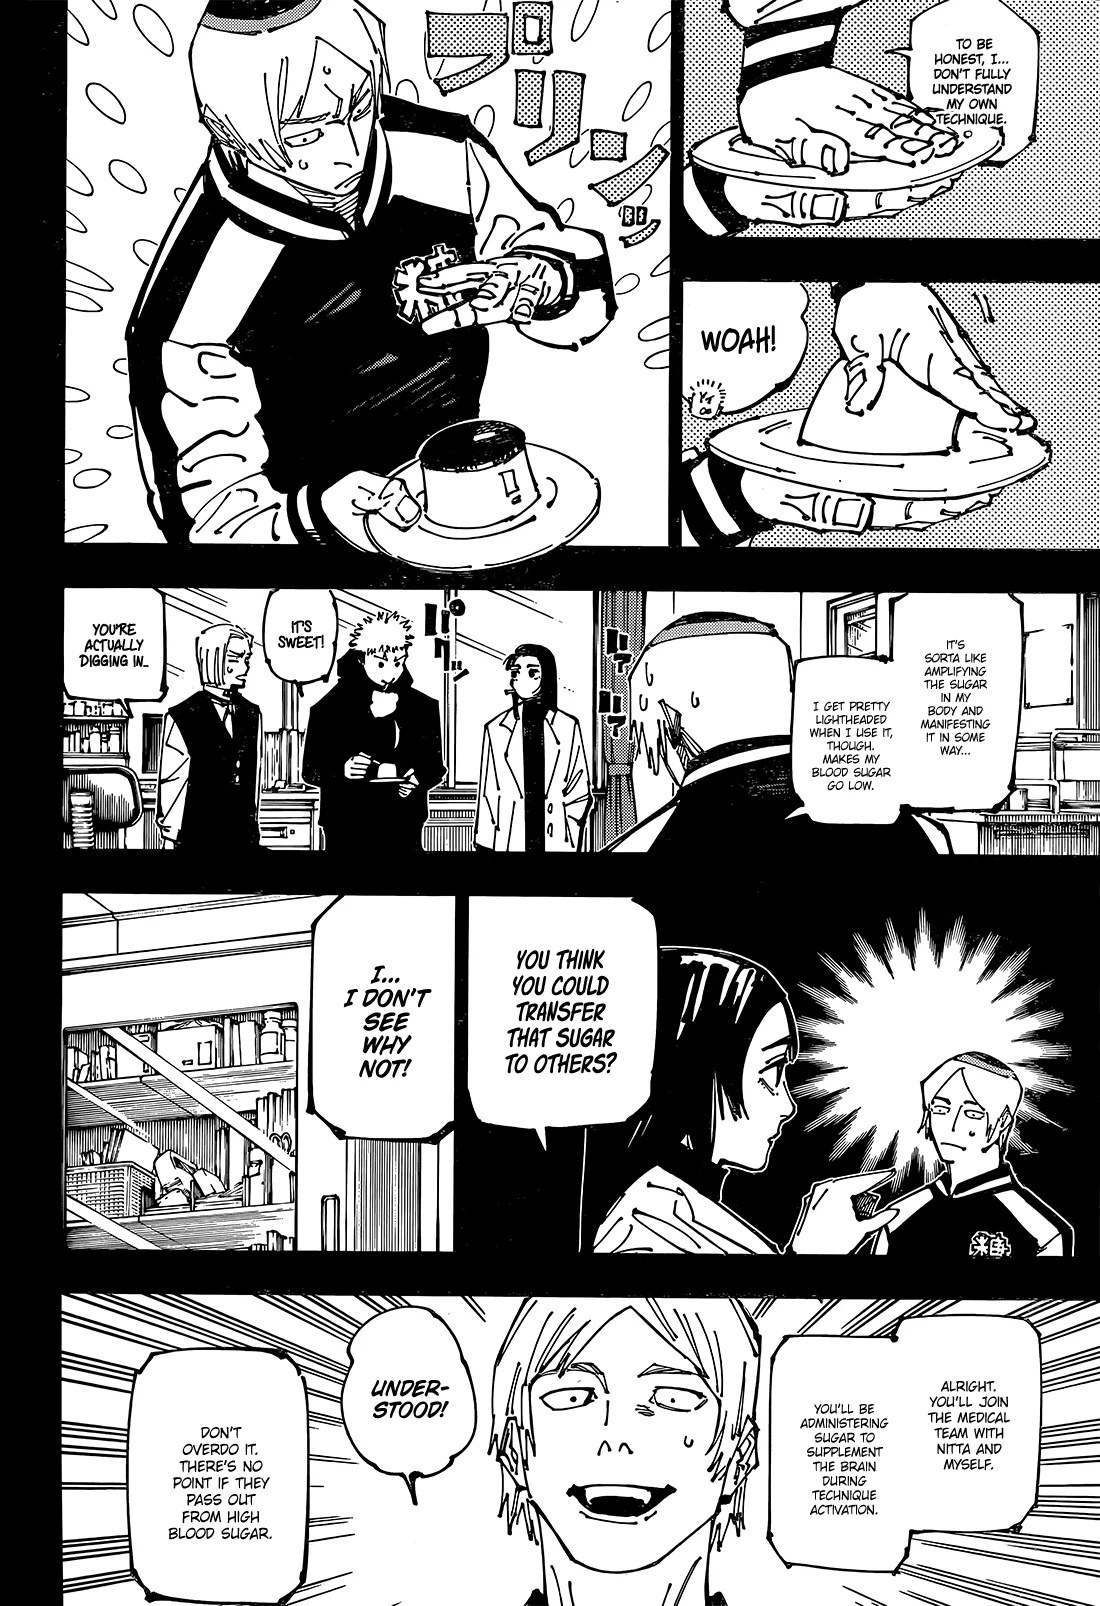 TO BE
HONEST, I...
DON'T FULLY
UNDERSTAND
MY OWN
TECHNIQUE.
WOAH!
IT'S
SORTA LIKE
AMPLIFYING
THE SUGAR
IN MY
BODY AND
MANIFESTING
IT IN SOME
WAY...
I GET PRETTY
LIGHTHEADED
WHEN I USE IT,
THOUGH.
MAKES MY
BLOOD SUGAR
GO LOW.
IT'S
SWEET!
YOU'RE
ACTUALLY
DIGGING IN...
YOU THINK
YOU COULD
TRANSFER
THAT SUGAR
TO OTHERS?
I...
I DON'T
SEE
WHY
NOT!
ALRIGHT.
YOU'LL JOIN
THE MEDICAL
TEAM WITH
NITTA AND
MYSELF.
YOU'LL BE
ADMINISTERING
SUGAR TO
SUPPLEMENT
THE BRAIN
DURING
TECHNIQUE
ACTIVATION.
UNDER-
STOOD!
DON'T
OVERDO IT.
THERE'S NO
POINT IF THEY
PASS OUT
FROM HIGH
BLOOD SUGAR.